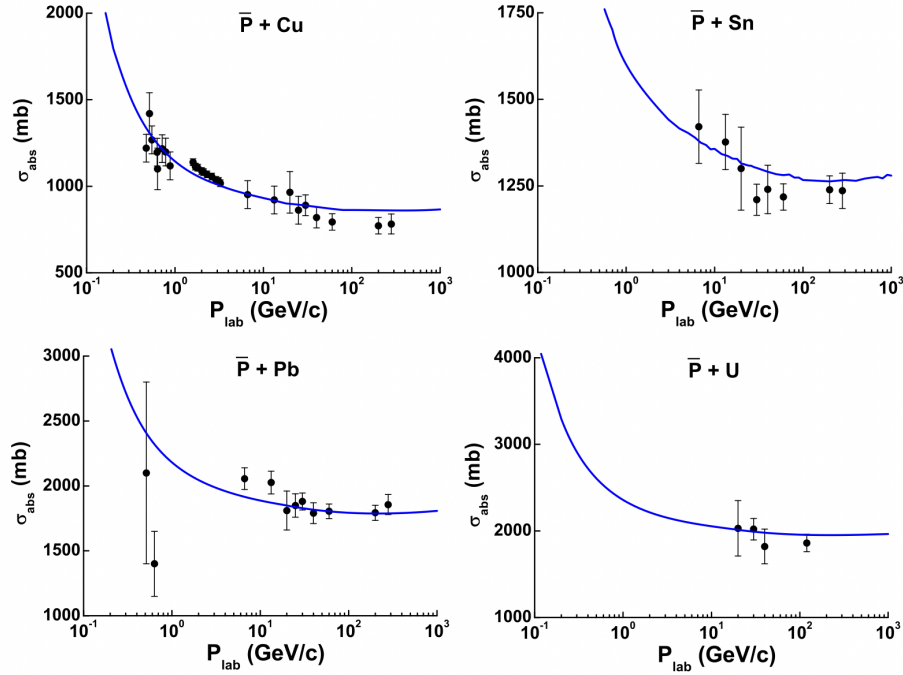 P̅ + Cu
2000
1500
1000
500
σabs (mb)
10⁻¹ 10⁰ 10¹ 10² 10³
Plab (GeV/c)
P̅ + Sn
1750
1500
1250
1000
σabs (mb)
10⁻¹ 10⁰ 10¹ 10² 10³
Plab (GeV/c)
P̅ + Pb
3000
2500
2000
1500
1000
σabs (mb)
10⁻¹ 10⁰ 10¹ 10² 10³
Plab (GeV/c)
P̅ + U
4000
3000
2000
1000
σabs (mb)
10⁻¹ 10⁰ 10¹ 10² 10³
Plab (GeV/c)